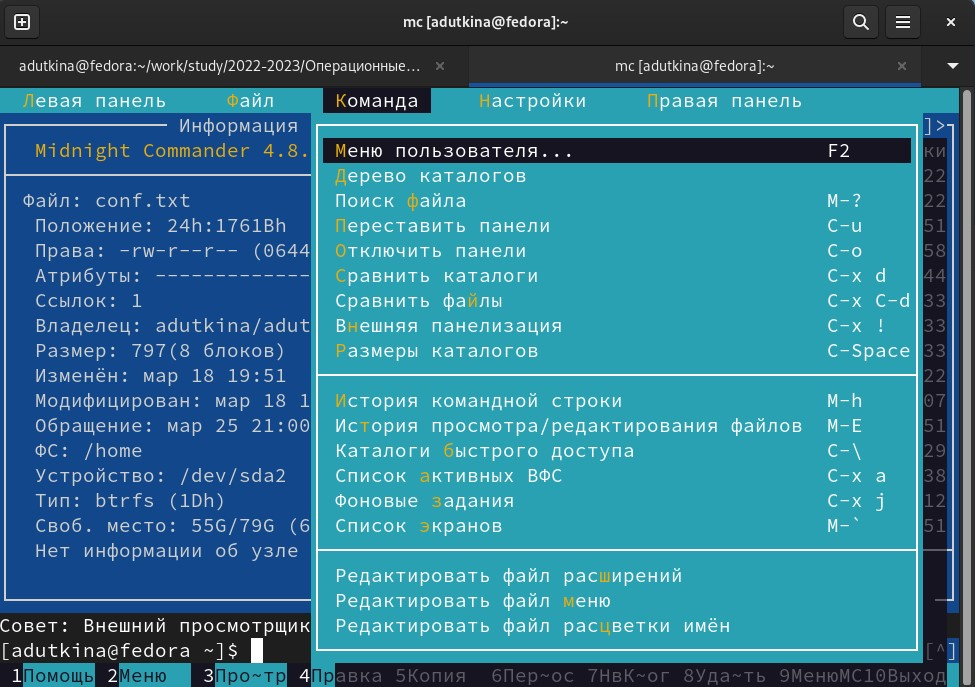 mc [adutkina@fedora]:~
adutkina@fedora:~/work/study/2022-2023/Операционные… mc [adutkina@fedora]:~
Левая панель Файл Команда Настройки Правая панель
Информация ]>
Midnight Commander 4.8. Меню пользователя... F2 ки
Дерево каталогов 22
Файл: conf.txt Поиск файла M-? 22
Положение: 24h:1761Bh Переставить панели C-u 51
Права: -rw-r--r-- (0644 Отключить панели C-o 58
Атрибуты: ------------- Сравнить каталоги C-x d 44
Ссылок: 1 Сравнить файлы C-x C-d 33
Владелец: adutkina/adut Внешняя панелизация C-x ! 33
Размер: 797(8 блоков) Размеры каталогов C-Space 33
Изменён: мар 18 19:51 22
Модифицирован: мар 18 1 История командной строки M-h 07
Обращение: мар 25 21:00 История просмотра/редактирования файлов M-E 51
ФС: /home Каталоги быстрого доступа C-\ 29
Устройство: /dev/sda2 Список активных ВФС C-x a 38
Тип: btrfs (1Dh) Фоновые задания C-x j 12
Своб. место: 55G/79G (6 Список экранов M-` 51
Нет информации об узле
Редактировать файл расширений
Редактировать файл меню
Совет: Внешний просмотрщик Редактировать файл расцветки имён
[adutkina@fedora ~]$ [^]
1Помощь 2Меню 3Про~тр 4Правка 5Копия 6Пер~ос 7НвК~ог 8Уда~ть 9МенюMC10Выход